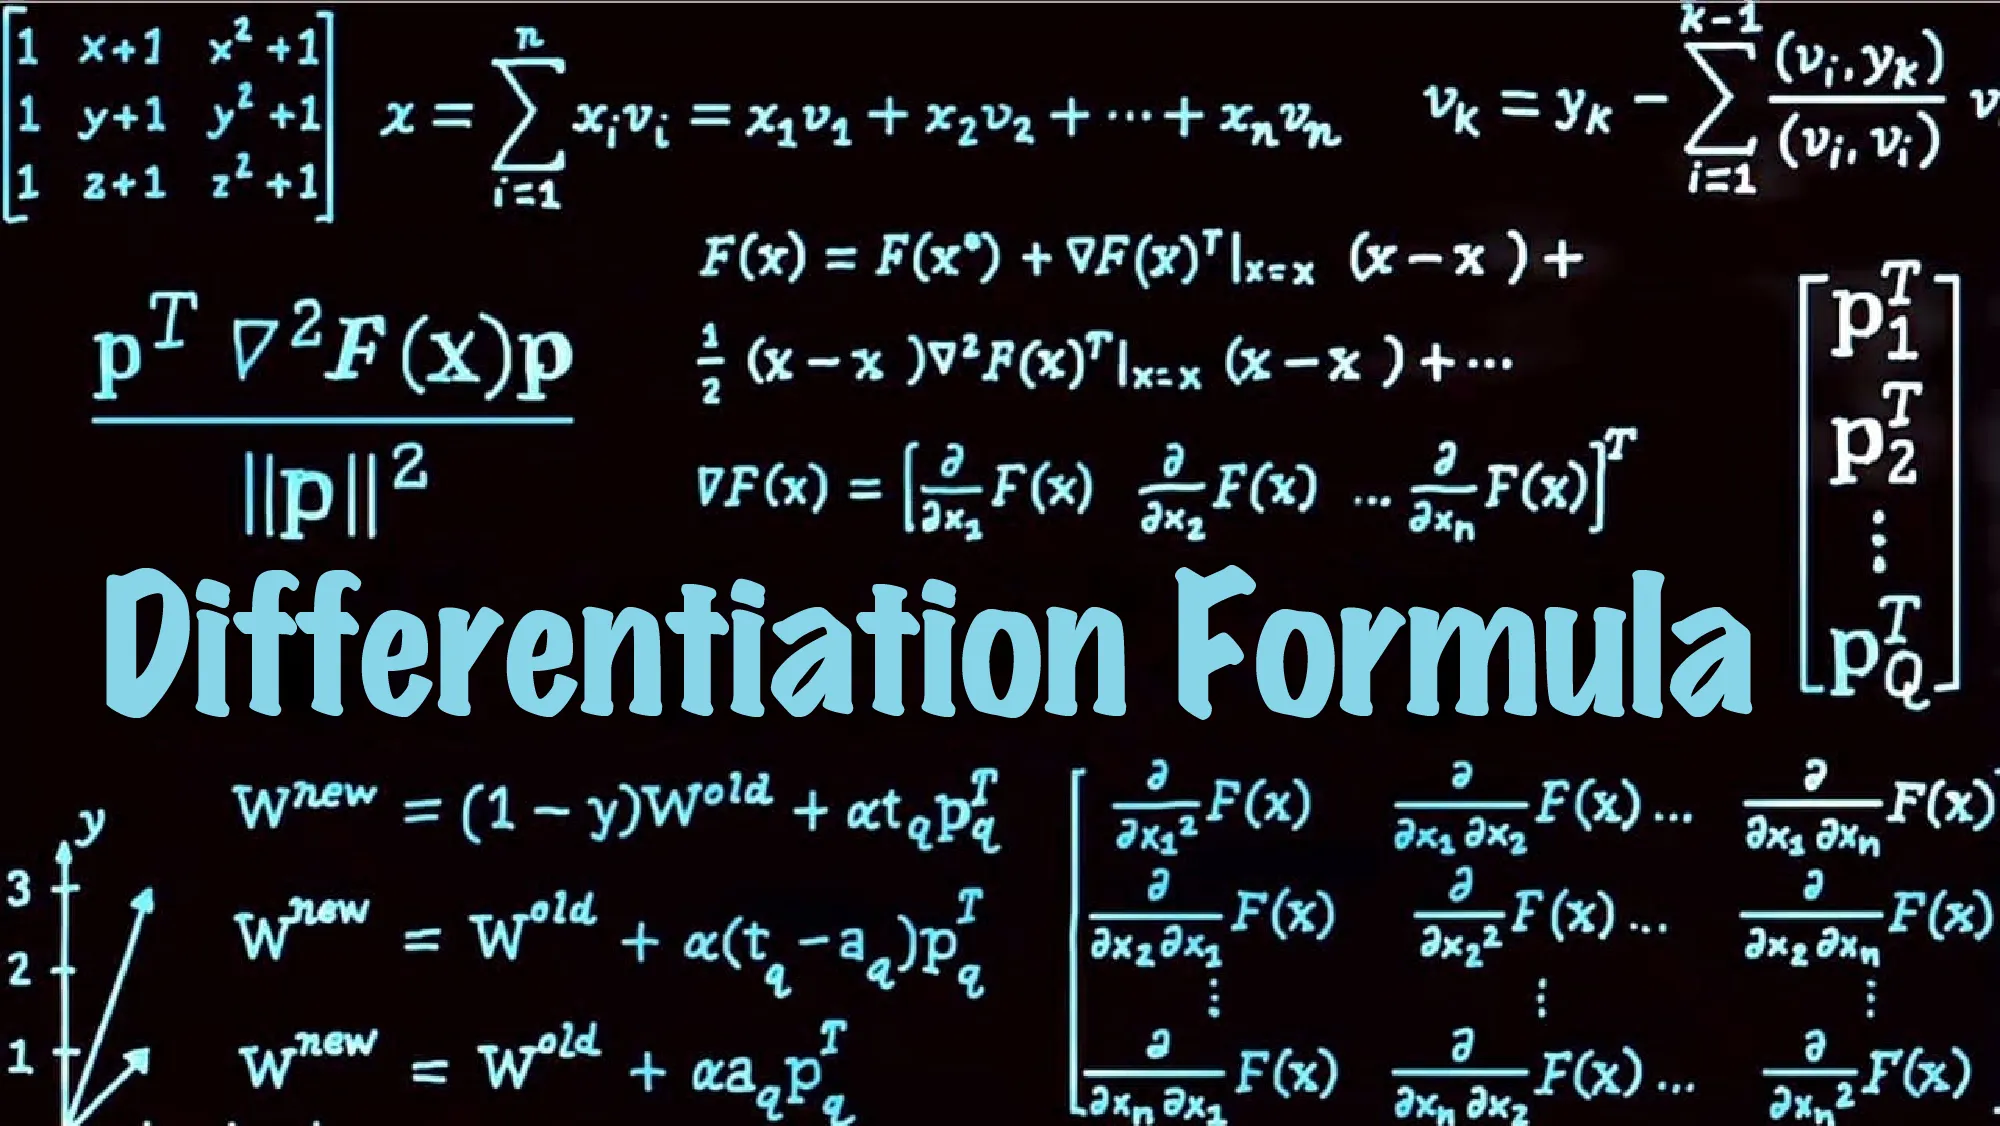 [1 x+1 x²+1]
[1 y+1 y²+1]
[1 z+1 z²+1]
x = ∑ᵢ₌₁ⁿ xᵢvᵢ = x₁v₁ + x₂v₂ + ··· + xₙvₙ
vₖ = yₖ − ∑ᵢ₌₁ᵏ⁻¹ (vᵢ, yₖ)/(vᵢ, vᵢ) v
pᵀ ∇²F(x)p
||p||²
F(x) = F(x•) + ∇F(x)ᵀ|ₓ₌ₓ (x − x ) +
1/2 (x − x )∇²F(x)ᵀ|ₓ₌ₓ (x − x ) + ···
∇F(x) = [∂/∂x₁ F(x) ∂/∂x₂ F(x) ... ∂/∂xₙ F(x)]ᵀ
p₁ᵀ
p₂ᵀ
⋮
p_Qᵀ
Differentiation Formula
y
3
2
1
Wⁿᵉʷ = (1 − y)Wᵒˡᵈ + αt_q p_qᵀ
Wⁿᵉʷ = Wᵒˡᵈ + α(t_q − a_q)p_qᵀ
Wⁿᵉʷ = Wᵒˡᵈ + αa_q p_qᵀ
∂/∂x₁² F(x) ∂/∂x₁ ∂x₂ F(x) ... ∂/∂x₁ ∂xₙ F(x)
∂/∂x₂ ∂x₁ F(x) ∂/∂x₂² F(x) ... ∂/∂x₂ ∂xₙ F(x)
⋮ ⋮ ⋮
∂/∂xₙ ∂x₁ F(x) ∂/∂xₙ ∂x₂ F(x) ... ∂/∂xₙ² F(x)